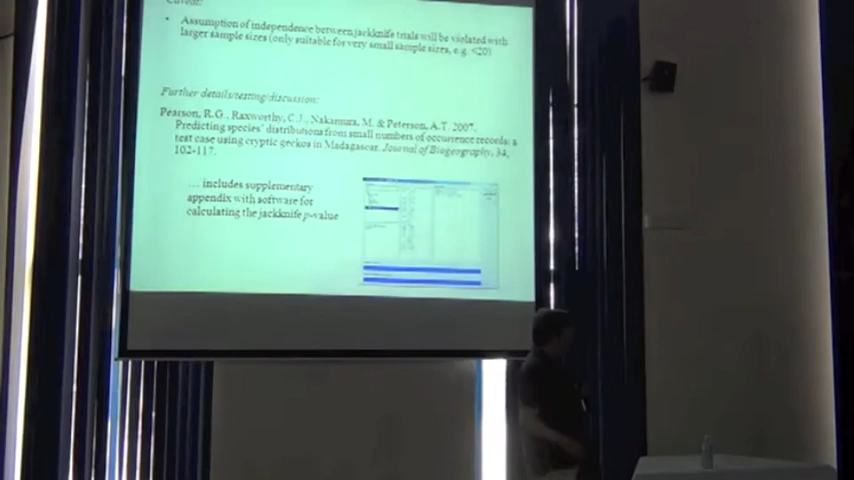 Caveat:
• Assumption of independence between jackknife trials will be violated with
larger sample sizes (only suitable for very small sample sizes, e.g. <20)
Further details/testing/discussion:
Pearson, R.G., Raxworthy, C.J., Nakamura, M. & Peterson, A.T. 2007.
Predicting species' distributions from small numbers of occurrence records: a
test case using cryptic geckos in Madagascar. Journal of Biogeography, 34,
102-117.
… includes supplementary
appendix with software for
calculating the jackknife p-value